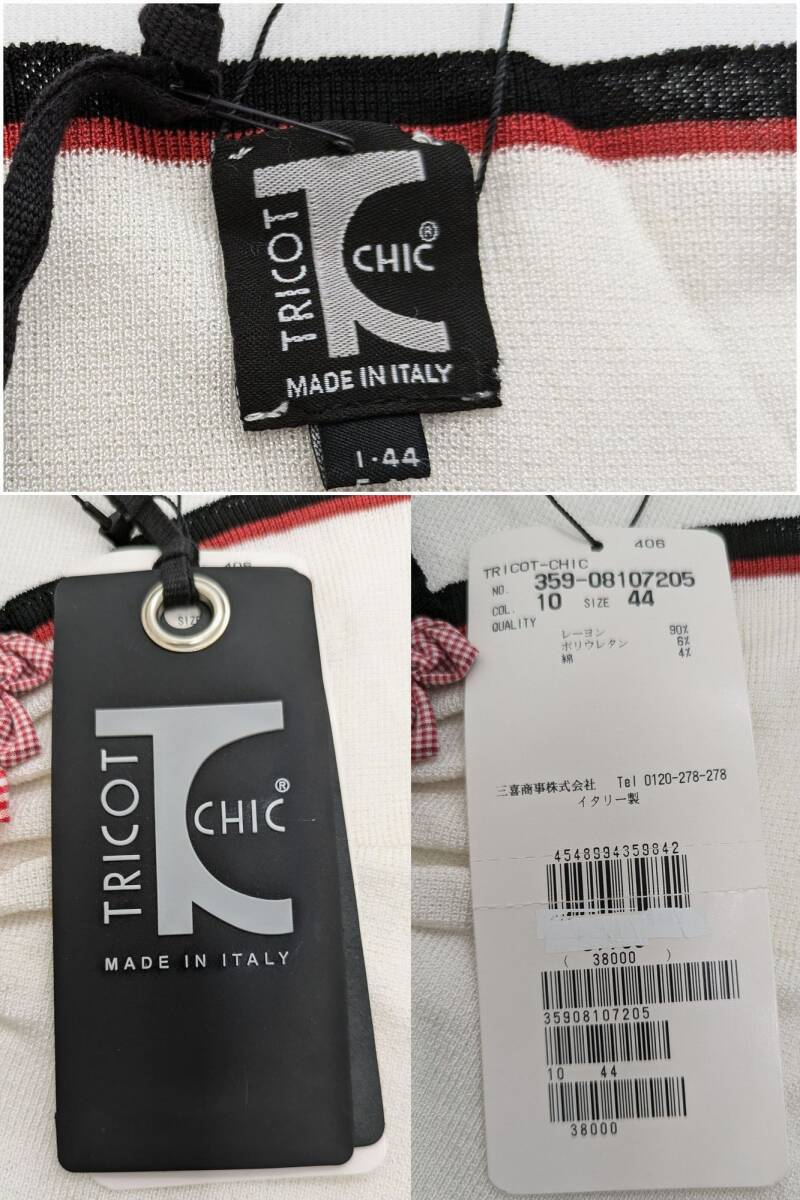 TRICOT
CHIC®
MADE IN ITALY
I·44
406
SIZE
TRICOT
CHIC®
MADE IN ITALY
406
TRICOT-CHIC
NO. 359-08107205
COL. 10 SIZE 44
QUALITY
レーヨン 90%
ポリウレタン 6%
綿 4%
三喜商事株式会社 Tel 0120-278-278
イタリー製
4548994359842
( 38000 )
35908107205
10 44
38000